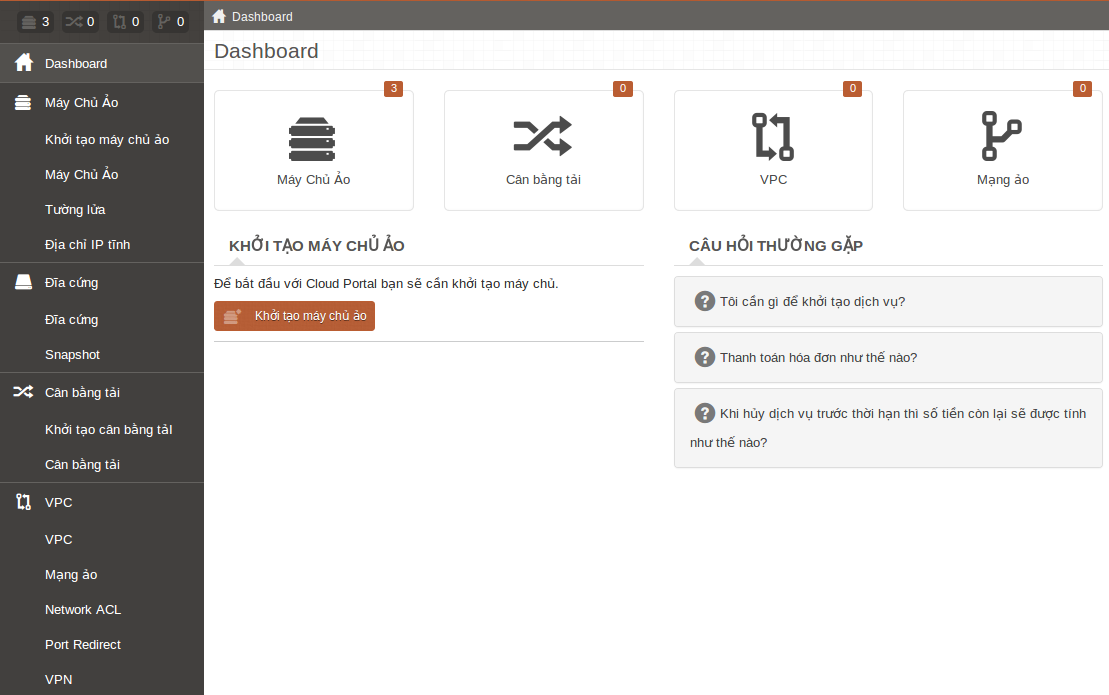 3 0 0 0
Dashboard
Máy Chủ Ảo
Khởi tạo máy chủ ảo
Máy Chủ Ảo
Tường lửa
Địa chỉ IP tĩnh
Đĩa cứng
Đĩa cứng
Snapshot
Cân bằng tải
Khởi tạo cân bằng tảI
Cân bằng tải
VPC
VPC
Mạng ảo
Network ACL
Port Redirect
VPN
Dashboard
Dashboard
3
Máy Chủ Ảo
0
Cân bằng tải
0
VPC
0
Mạng ảo
KHỞI TẠO MÁY CHỦ ẢO
Để bắt đầu với Cloud Portal bạn sẽ cần khởi tạo máy chủ.
Khởi tạo máy chủ ảo
CÂU HỎI THƯỜNG GẶP
Tôi cần gì để khởi tạo dịch vụ?
Thanh toán hóa đơn như thế nào?
Khi hủy dịch vụ trước thời hạn thì số tiền còn lại sẽ được tính
như thế nào?